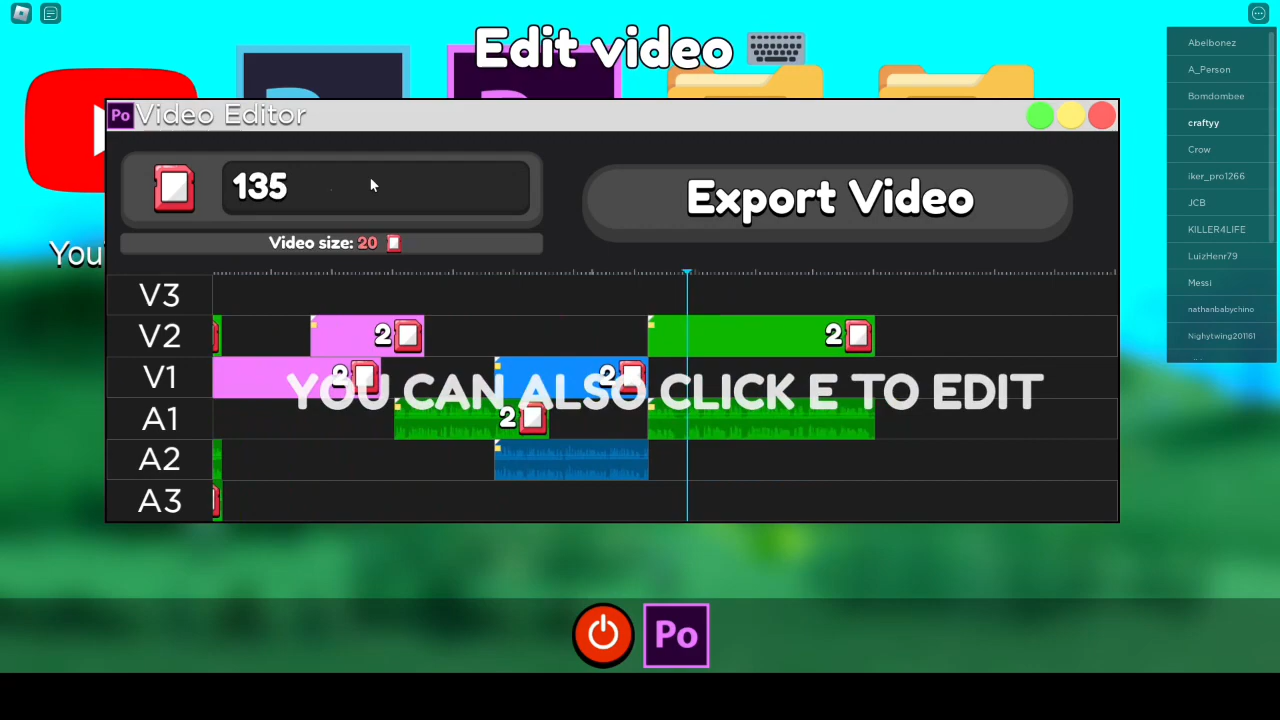 Edit video
Po Video Editor
135
Export Video
Video size: 20
V3
V2
2
2
V1
2
2
YOU CAN ALSO CLICK E TO EDIT
A1
2
A2
A3
You
Po
Abelbonez
A_Person
Bomdombee
craftyy
Crow
iker_pro1266
JCB
KILLER4LIFE
LuizHenr79
Messi
nathanbabychino
Nighytwing201161